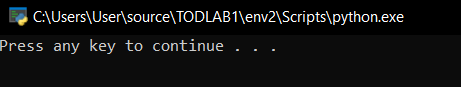 C:\Users\User\source\TODLAB1\env2\Scripts\python.exe
Press any key to continue . . .